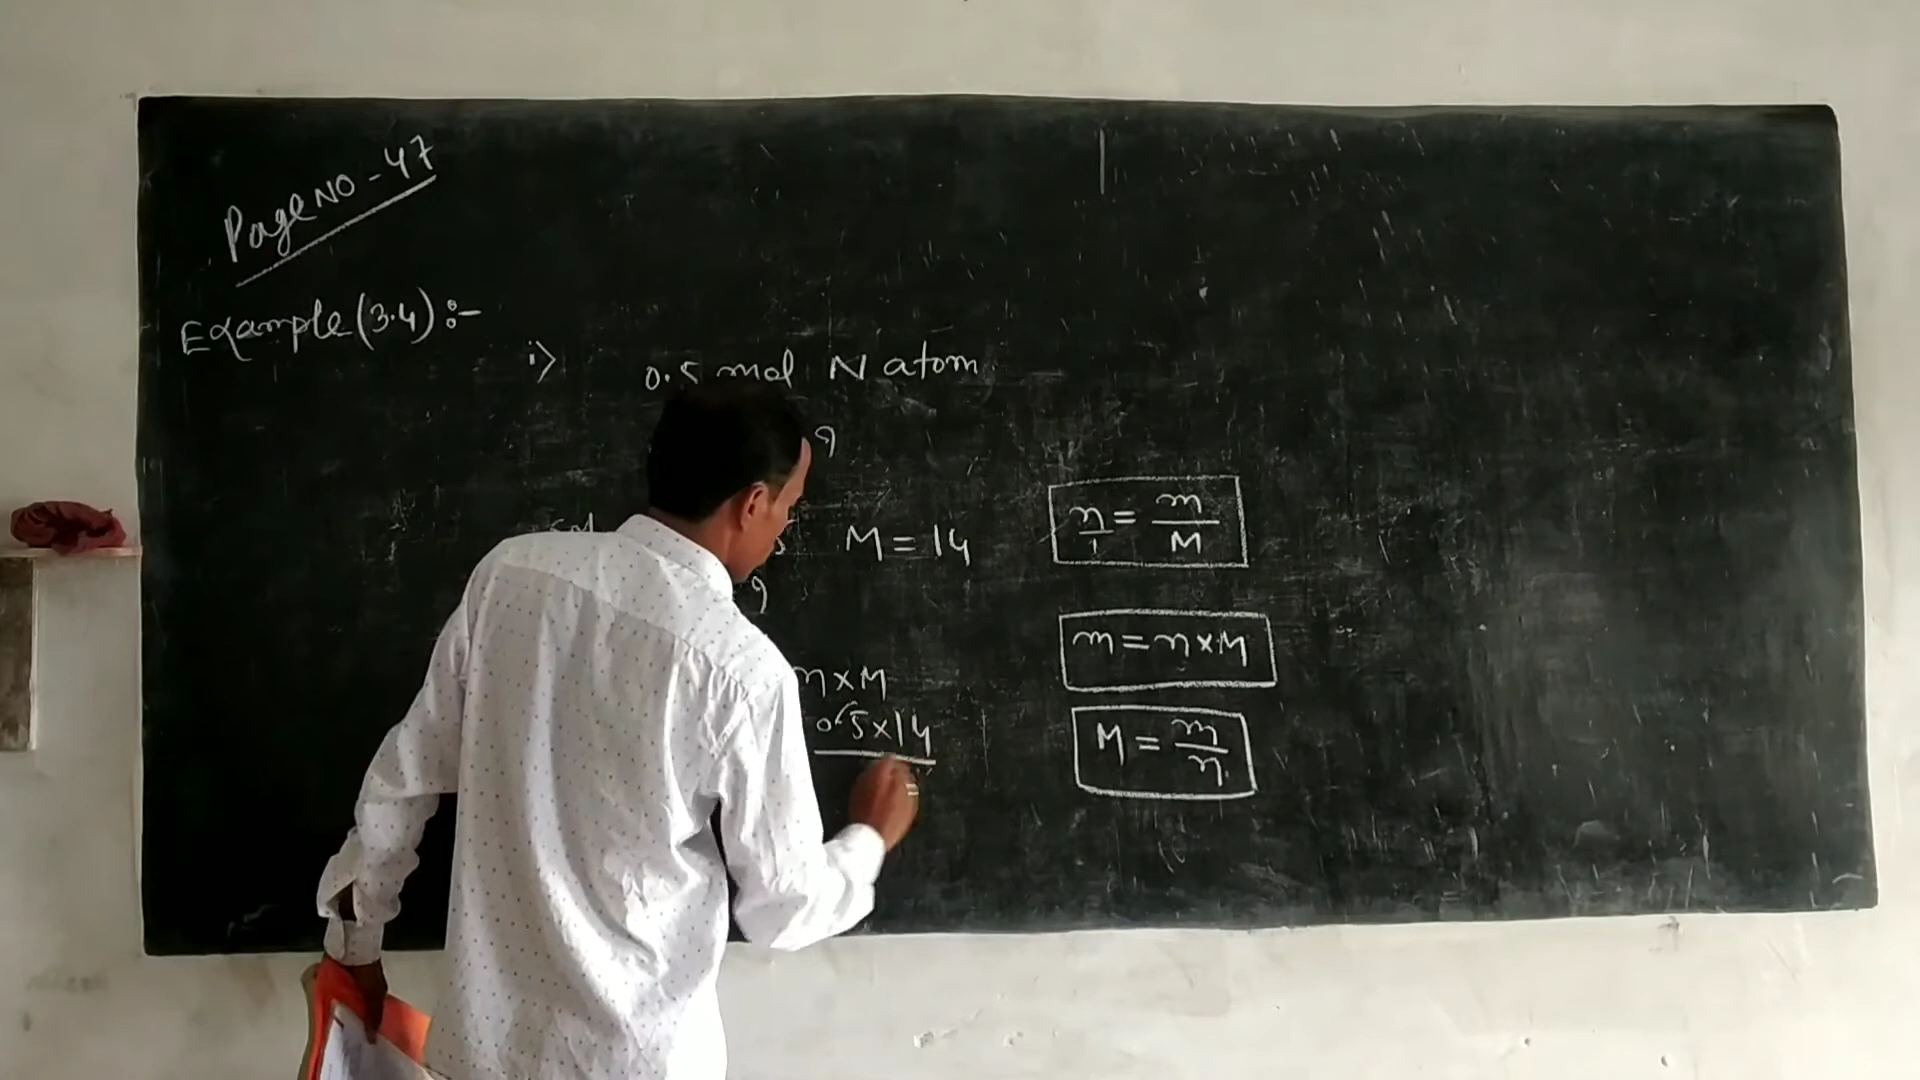 Page NO - 47
Example (3.4) :-
i> 0.5 mol N atom
?
M = 14
?
n × M
0.5 × 14
=
n = m/M
m = n × M
M = m/n